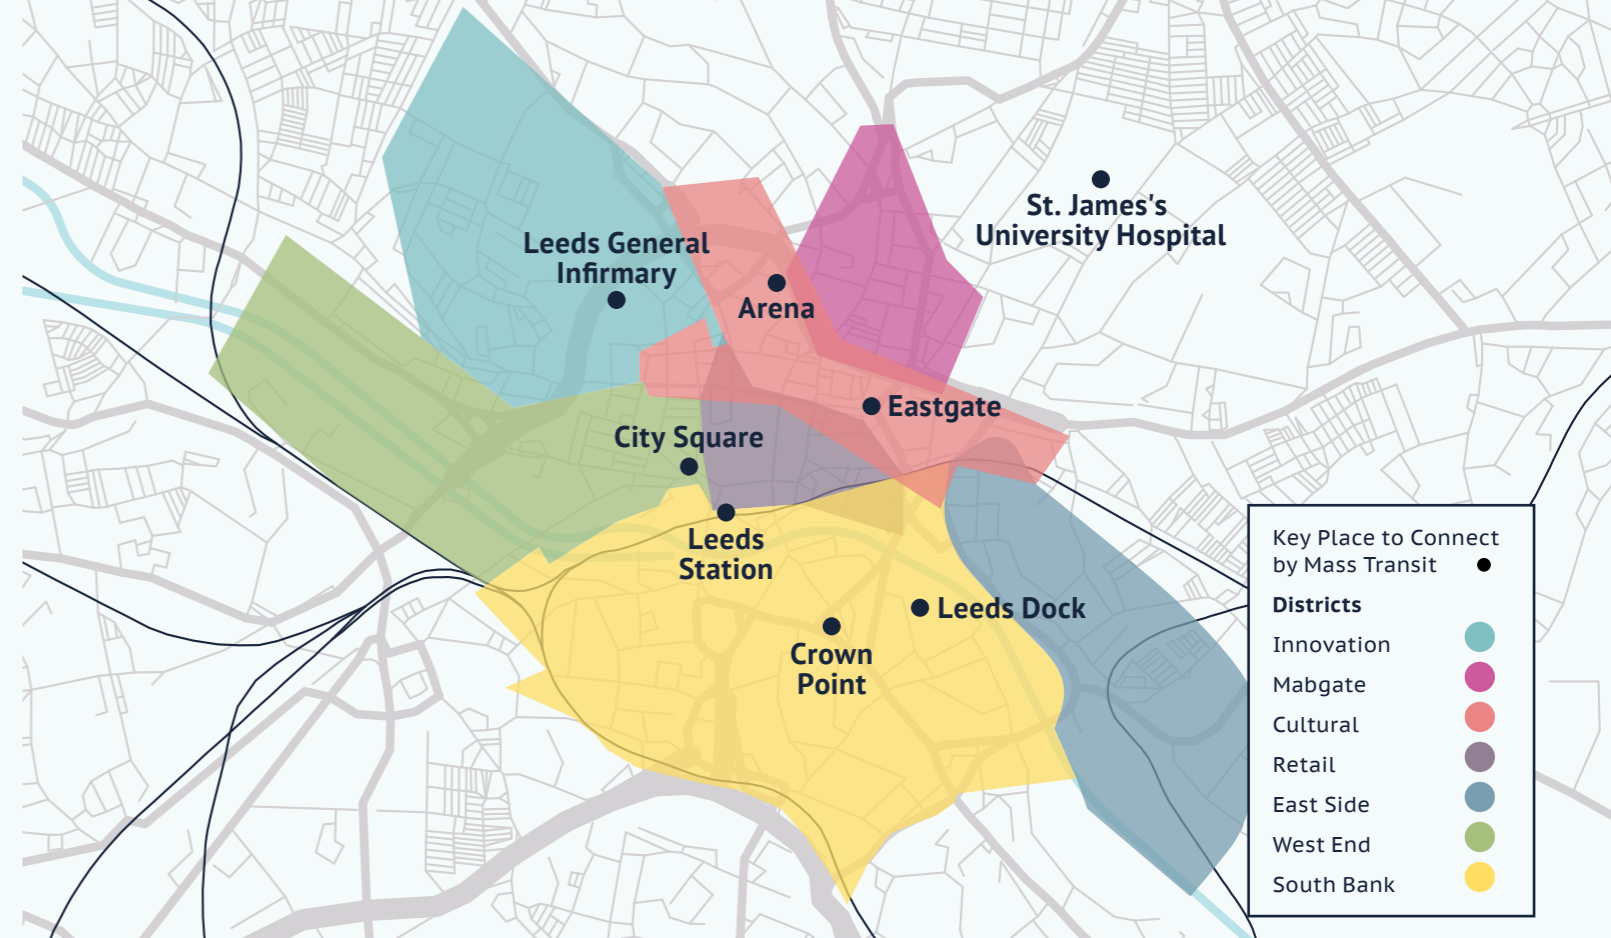 St. James's
University Hospital
Leeds General
Infirmary
Arena
Eastgate
City Square
Leeds
Station
Leeds Dock
Crown
Point
Key Place to Connect
by Mass Transit
Districts
Innovation
Mabgate
Cultural
Retail
East Side
West End
South Bank